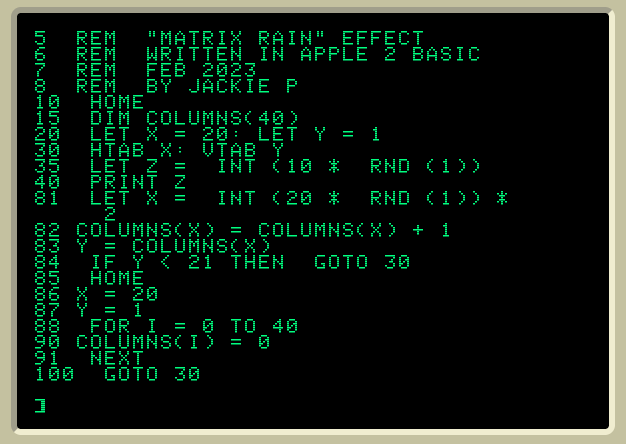 5  REM  "MATRIX RAIN" EFFECT
6  REM  WRITTEN IN APPLE 2 BASIC
7  REM  FEB 2023
8  REM  BY JACKIE P
10  HOME
15  DIM COLUMNS(40)
20  LET X = 20: LET Y = 1
30  HTAB X: VTAB Y
35  LET Z =  INT (10 *  RND (1))
40  PRINT Z
81  LET X =  INT (20 *  RND (1)) *
     2
82 COLUMNS(X) = COLUMNS(X) + 1
83 Y = COLUMNS(X)
84  IF Y < 21 THEN  GOTO 30
85  HOME
86 X = 20
87 Y = 1
88  FOR I = 0 TO 40
90 COLUMNS(I) = 0
91  NEXT
100  GOTO 30
]